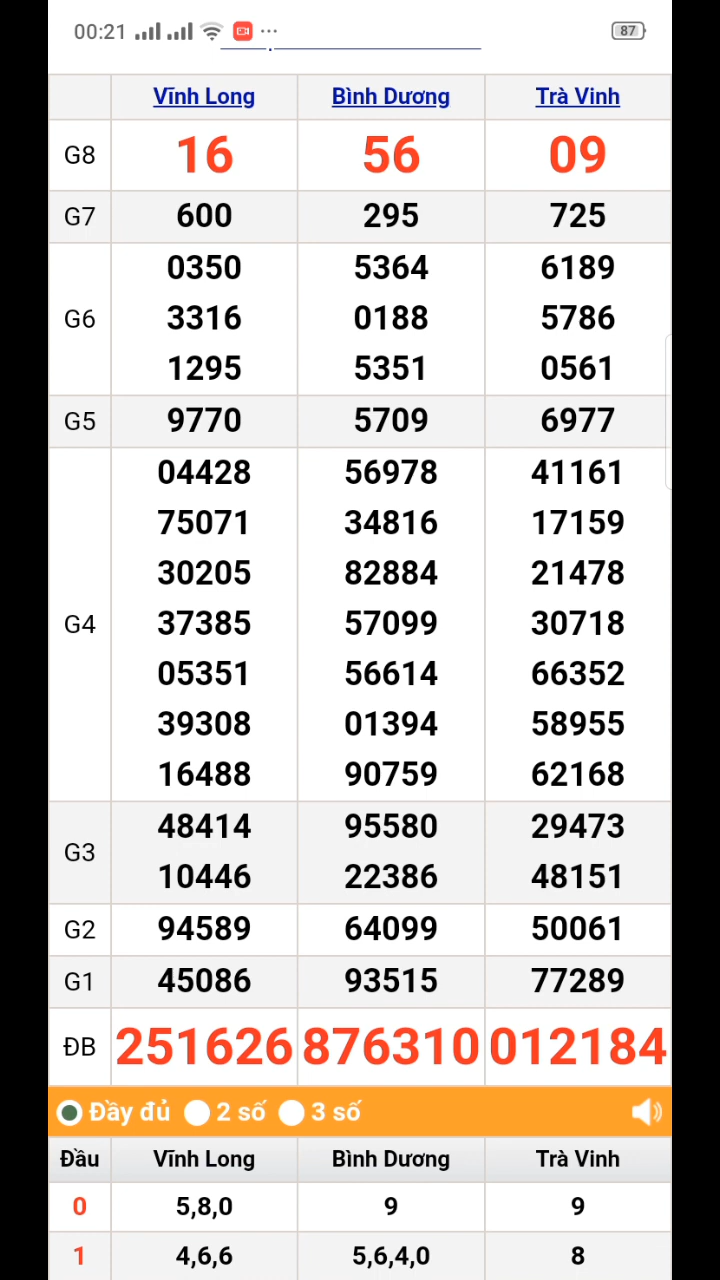 00:21 87
Vĩnh Long Bình Dương Trà Vinh
G8 16 56 09
G7 600 295 725
0350 5364 6189
G6 3316 0188 5786
1295 5351 0561
G5 9770 5709 6977
04428 56978 41161
75071 34816 17159
30205 82884 21478
G4 37385 57099 30718
05351 56614 66352
39308 01394 58955
16488 90759 62168
G3 48414 95580 29473
10446 22386 48151
G2 94589 64099 50061
G1 45086 93515 77289
ĐB 251626 876310 012184
Đầy đủ 2 số 3 số
Đầu Vĩnh Long Bình Dương Trà Vinh
0 5,8,0 9 9
1 4,6,6 5,6,4,0 8